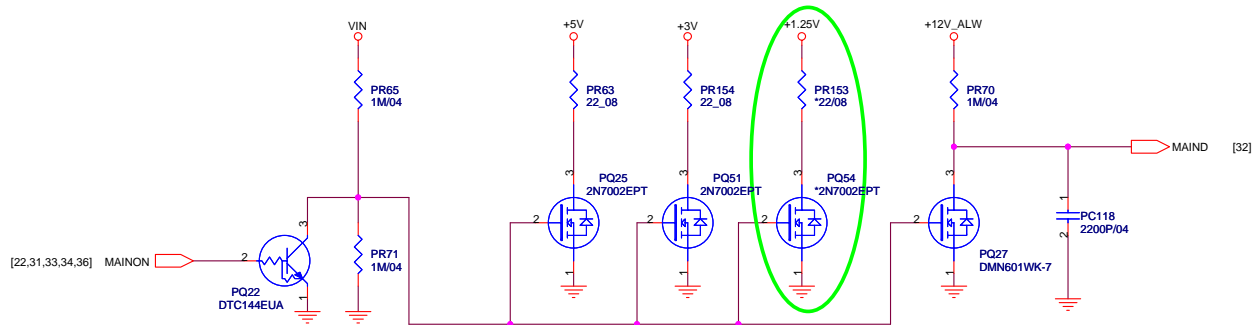 VIN
+5V
+3V
+1.25V
+12V_ALW
PR65
1M/04
PR63
22_08
PR154
22_08
PR153
*22/08
PR70
1M/04
MAIND [32]
3
3
3
3
3
PQ25
2N7002EPT
PQ51
2N7002EPT
PQ54
*2N7002EPT
1
PC118
2200P/04
2
2
2
2
2
PQ27
DMN601WK-7
[22,31,33,34,36] MAINON
2
PR71
1M/04
1
1
1
1
1
PQ22
DTC144EUA